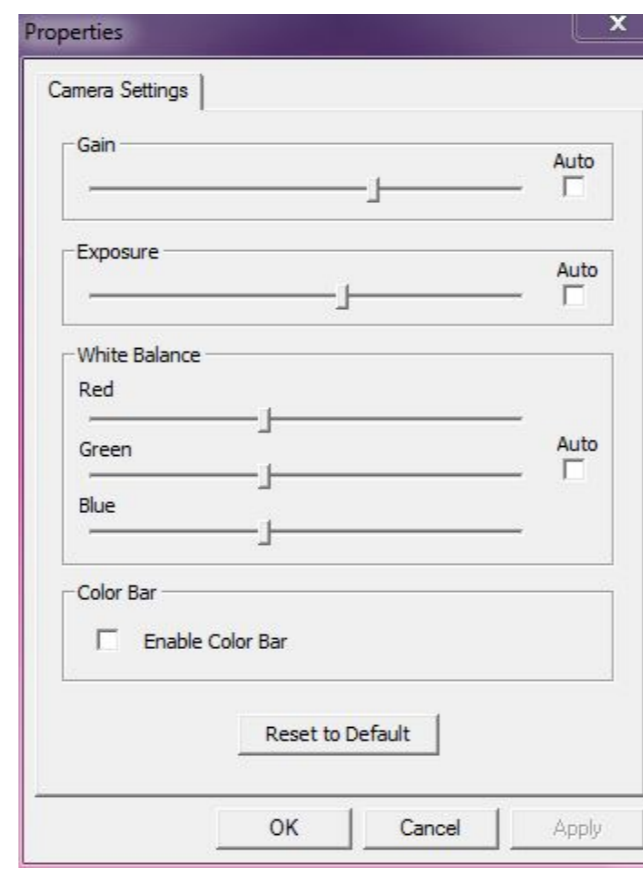 Properties
X
Camera Settings
Gain
Auto
Exposure
Auto
White Balance
Red
Green
Auto
Blue
Color Bar
Enable Color Bar
Reset to Default
OK Cancel Apply